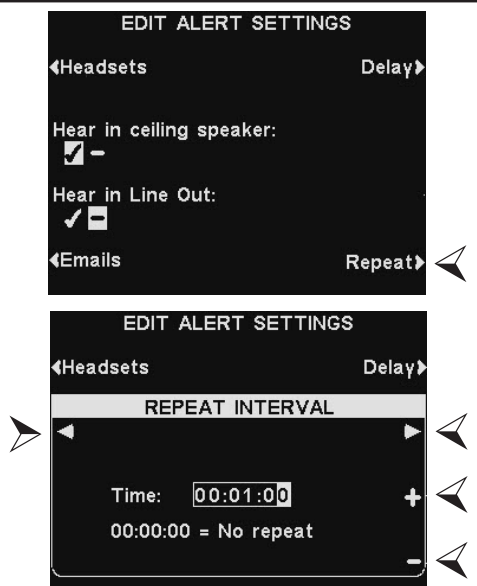 EDIT ALERT SETTINGS
Headsets Delay
Hear in ceiling speaker:
✓ –
Hear in Line Out:
✓ –
Emails Repeat
EDIT ALERT SETTINGS
Headsets Delay
REPEAT INTERVAL
Time: 00:01:00 +
00:00:00 = No repeat
–